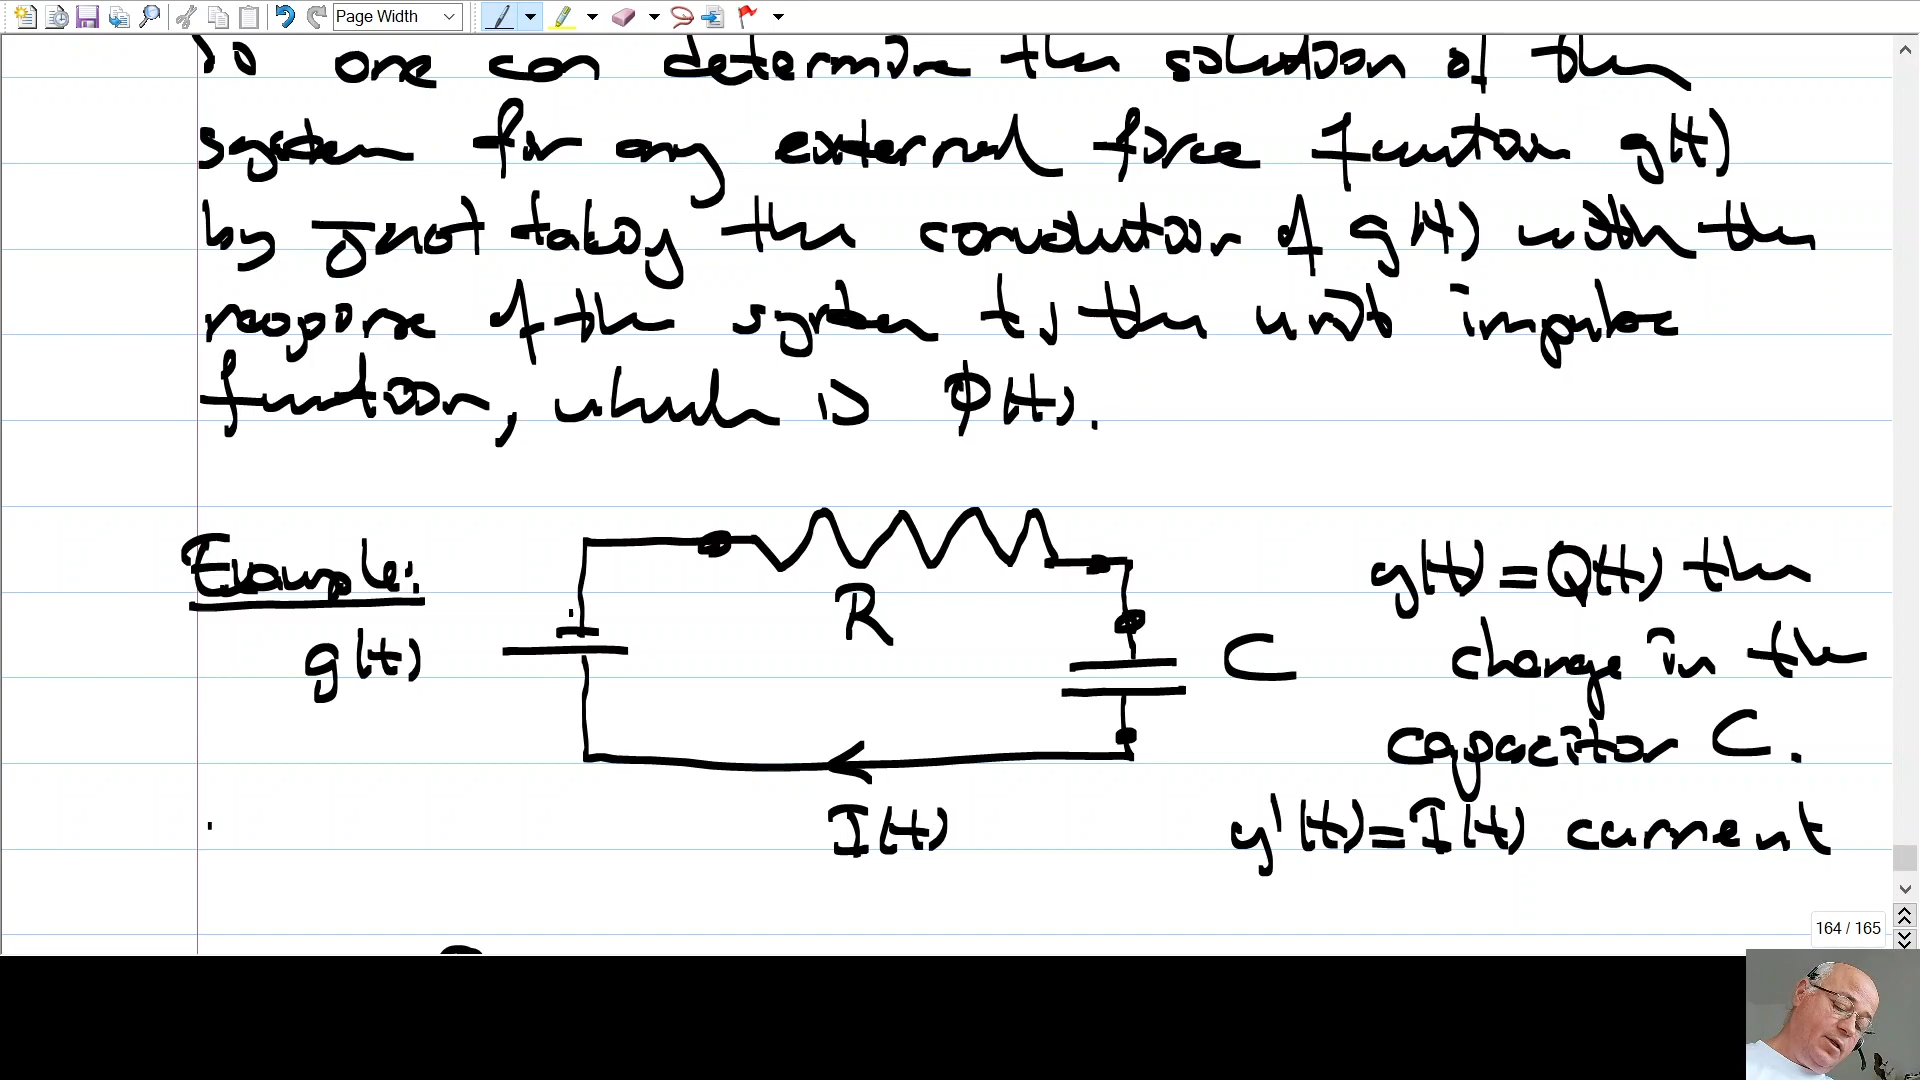 Page Width
so one can determine the solution of the
system for any external force function g(t)
by just taking the convolution of g(t) with the
response of the system to the unit impulse
function, which is ϕ(t).
Example:
g(t)
R
C
I(t)
y(t) = Q(t) the
change in the
capacitor C.
y'(t) = I(t) current
164 / 165